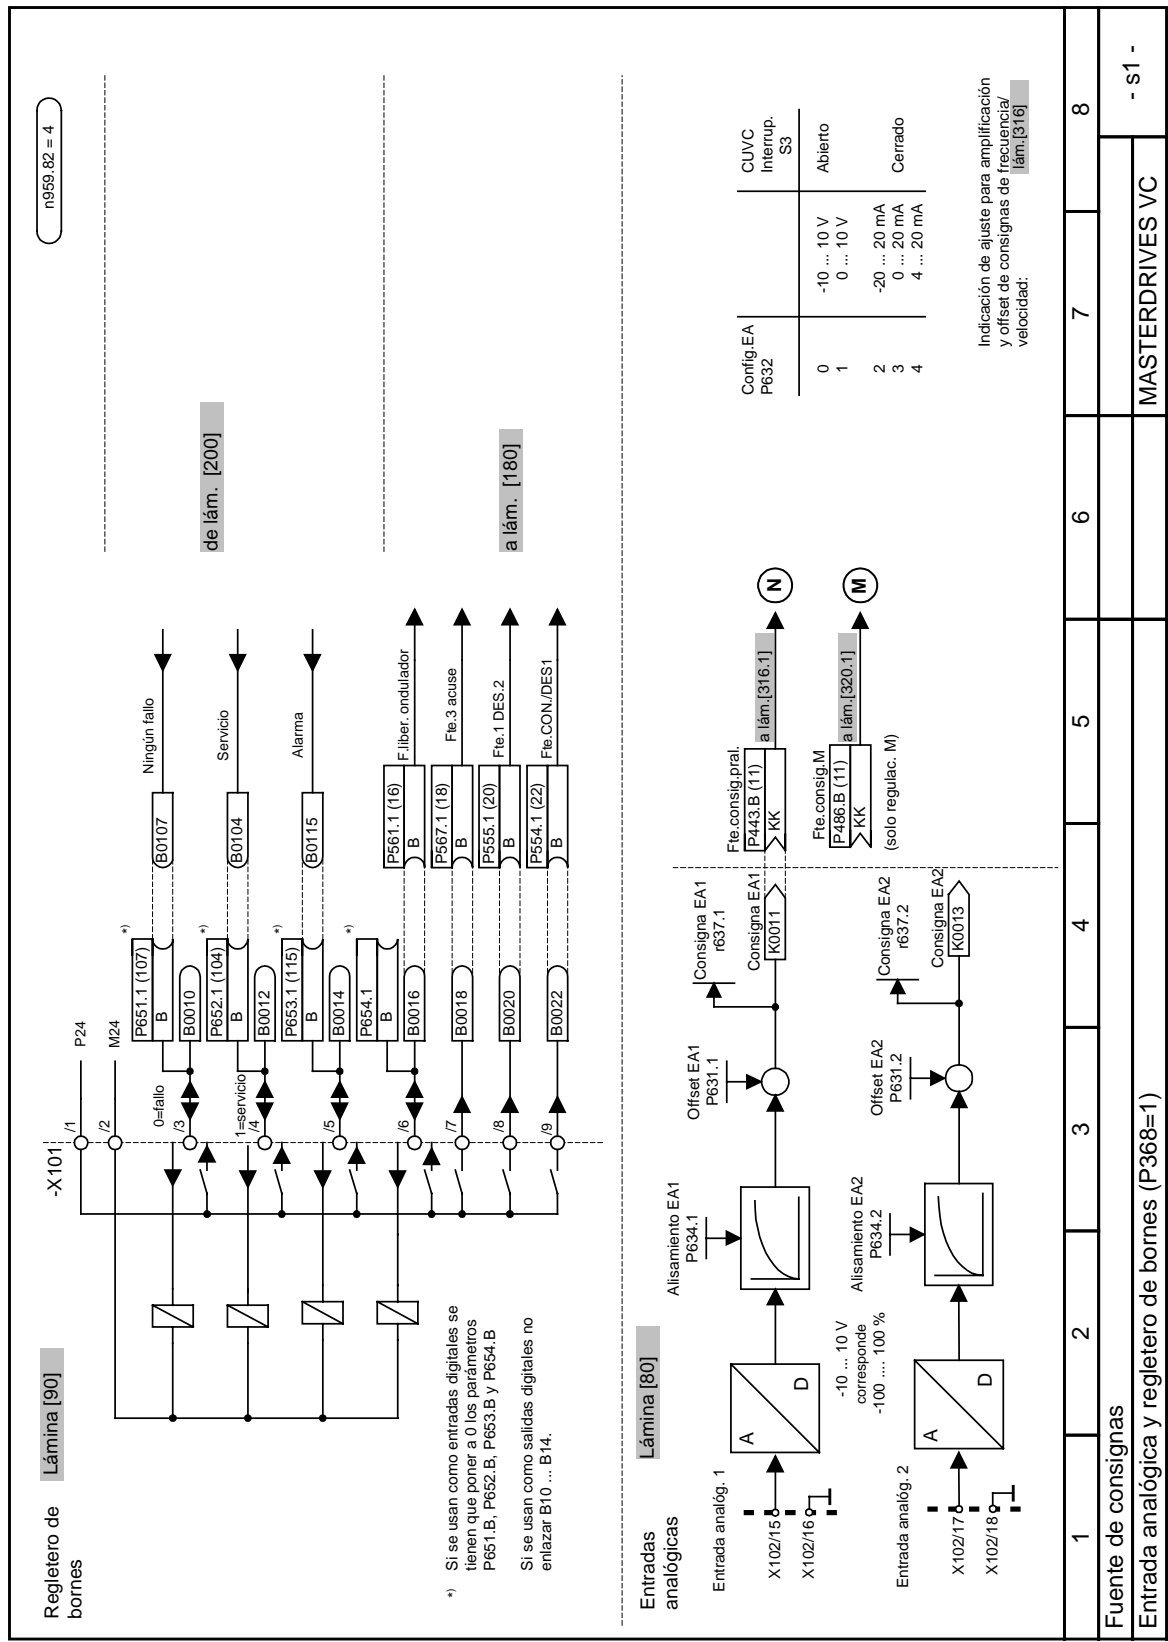 n959.82 = 4
Regletero de
bornes
Lámina [90]
-X101
/1
P24
/2
M24
0=fallo
/3
P651.1 (107)
B
*)
B0010
B0107
Ningún fallo
1=servicio
/4
P652.1 (104)
B
*)
B0012
B0104
Servicio
de lám.  [200]
/5
P653.1 (115)
B
*)
B0014
B0115
Alarma
/6
P654.1
*)
B0016
P561.1 (16)
B
F.liber. ondulador
/7
B0018
P567.1 (18)
B
Fte.3 acuse
/8
B0020
P555.1 (20)
B
Fte.1 DES.2
/9
B0022
P554.1 (22)
B
Fte.CON./DES1
a lám.  [180]
*)
Si se usan como entradas digitales se
tienen que poner a 0 los parámetros
P651.B, P652.B, P653.B y P654.B
Si se usan como salidas digitales no
enlazar B10 ... B14.
Entradas
analógicas
Lámina [80]
Entrada analóg. 1
X102/15
X102/16
A
D
-10 ... 10 V
corresponde
-100 .... 100 %
Alisamiento EA1
P634.1
Offset EA1
P631.1
Consigna EA1
r637.1
Consigna EA1
K0011
Fte.consig.pral.
P443.B (11)
KK
a lám.[316.1]
N
Entrada analóg. 2
X102/17
X102/18
A
D
Alisamiento EA2
P634.2
Offset EA2
P631.2
Consigna EA2
r637.2
Consigna EA2
K0013
Fte.consig.M
P486.B (11)
KK
(solo regulac. M)
a lám.[320.1]
M
Config.EA
P632
CUVC
Interrup.
S3
0 -10 ... 10 V Abierto
1 0 ... 10 V
2 -20 ... 20 mA
3 0 ... 20 mA Cerrado
4 4 ... 20 mA
Indicación de ajuste para amplificación
y offset de consignas de frecuencia/
velocidad: lám.[316]
1 2 3 4 5 6 7 8
Fuente de consignas
- s1 -
Entrada analógica y regletero de bornes (P368=1)
MASTERDRIVES VC